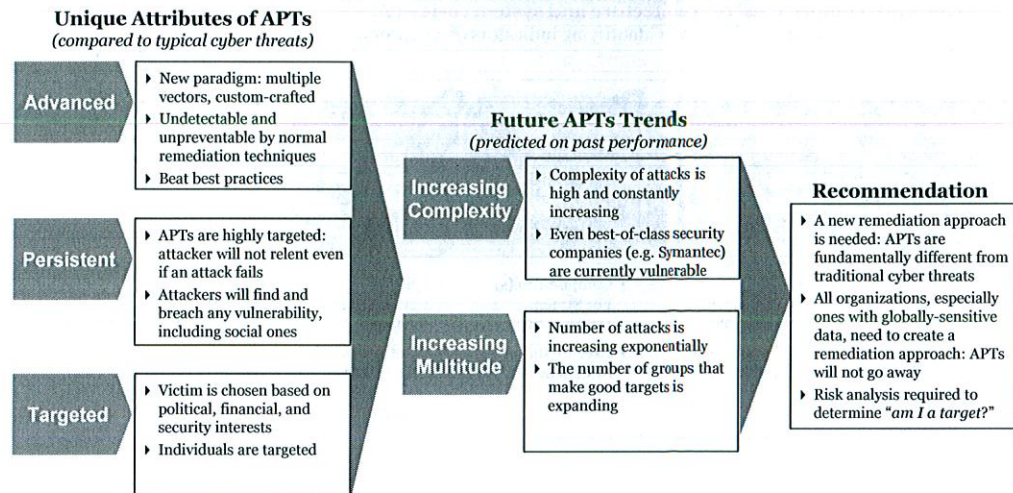 Unique Attributes of APTs
(compared to typical cyber threats)
Advanced
New paradigm: multiple
vectors, custom-crafted
Undetectable and
unpreventable by normal
remediation techniques
Beat best practices
Persistent
APTs are highly targeted:
attacker will not relent even
if an attack fails
Attackers will find and
breach any vulnerability,
including social ones
Targeted
Victim is chosen based on
political, financial, and
security interests
Individuals are targeted
Future APTs Trends
(predicted on past performance)
Increasing
Complexity
Complexity of attacks is
high and constantly
increasing
Even best-of-class security
companies (e.g. Symantec)
are currently vulnerable
Increasing
Multitude
Number of attacks is
increasing exponentially
The number of groups that
make good targets is
expanding
Recommendation
A new remediation approach
is needed: APTs are
fundamentally different from
traditional cyber threats
All organizations, especially
ones with globally-sensitive
data, need to create a
remediation approach: APTs
will not go away
Risk analysis required to
determine “am I a target?”